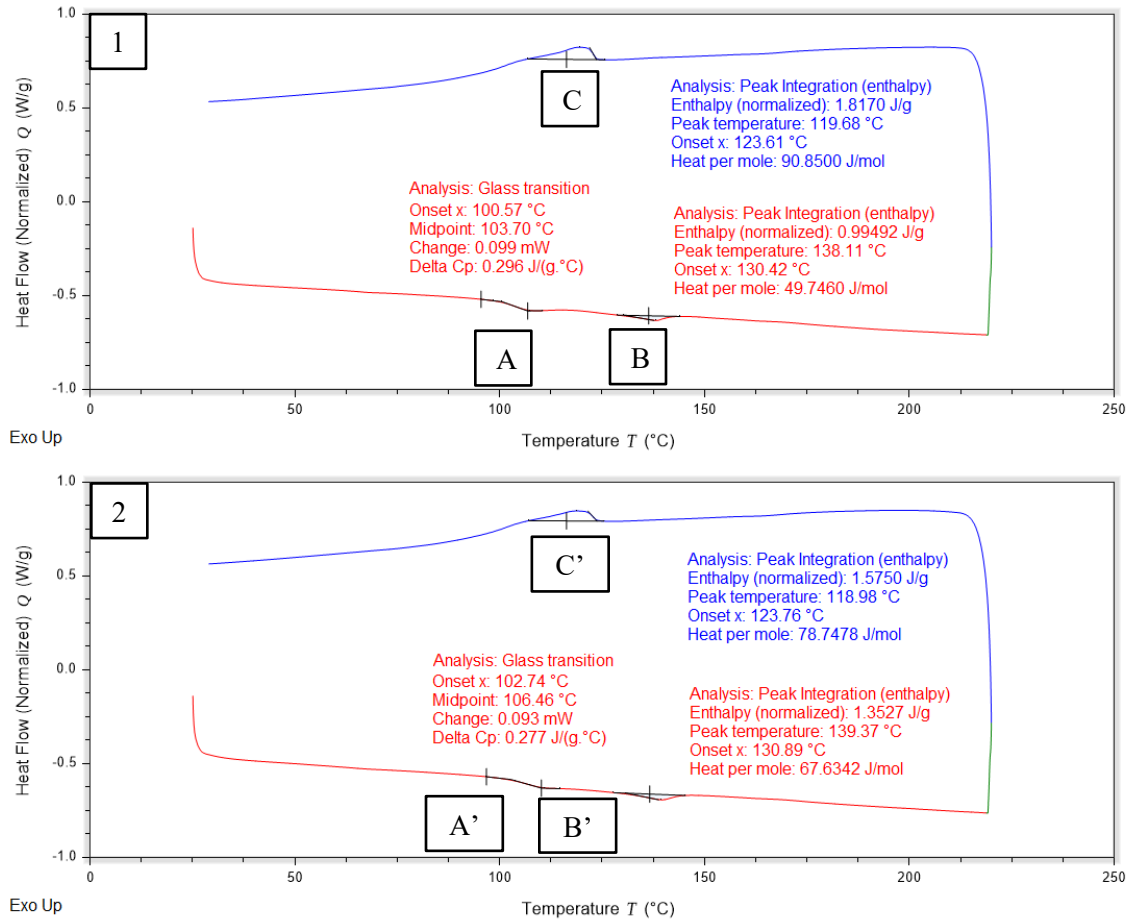 1
1.0
0.5
0.0
-0.5
-1.0
Heat Flow (Normalized) Q (W/g)
C
Analysis: Peak Integration (enthalpy)
Enthalpy (normalized): 1.8170 J/g
Peak temperature: 119.68 °C
Onset x: 123.61 °C
Heat per mole: 90.8500 J/mol
Analysis: Glass transition
Onset x: 100.57 °C
Midpoint: 103.70 °C
Change: 0.099 mW
Delta Cp: 0.296 J/(g.°C)
Analysis: Peak Integration (enthalpy)
Enthalpy (normalized): 0.99492 J/g
Peak temperature: 138.11 °C
Onset x: 130.42 °C
Heat per mole: 49.7460 J/mol
A
B
0 50 100 150 200 250
Exo Up
Temperature T (°C)
2
1.0
0.5
0.0
-0.5
-1.0
Heat Flow (Normalized) Q (W/g)
C’
Analysis: Peak Integration (enthalpy)
Enthalpy (normalized): 1.5750 J/g
Peak temperature: 118.98 °C
Onset x: 123.76 °C
Heat per mole: 78.7478 J/mol
Analysis: Glass transition
Onset x: 102.74 °C
Midpoint: 106.46 °C
Change: 0.093 mW
Delta Cp: 0.277 J/(g.°C)
Analysis: Peak Integration (enthalpy)
Enthalpy (normalized): 1.3527 J/g
Peak temperature: 139.37 °C
Onset x: 130.89 °C
Heat per mole: 67.6342 J/mol
A’
B’
0 50 100 150 200 250
Exo Up
Temperature T (°C)